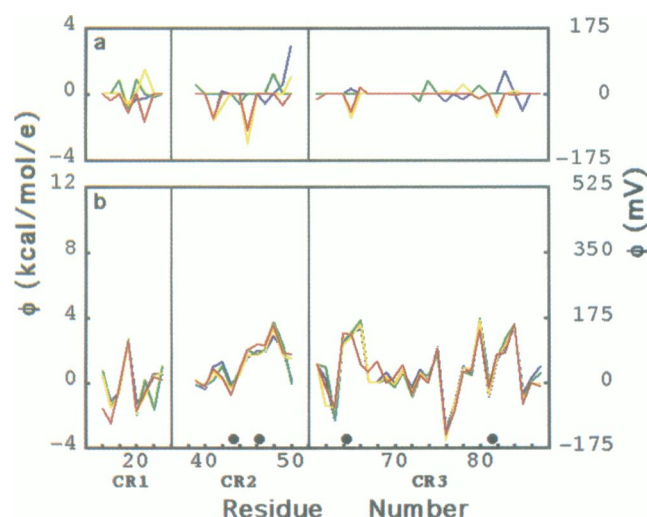 4 a 175
0 0
-4 -175
12 b 525
8 350
4 175
0 0
-4 -175
ϕ (kcal/mol/e)
ϕ (mV)
20 40 50 70 80
CR1 CR2 CR3
Residue Number